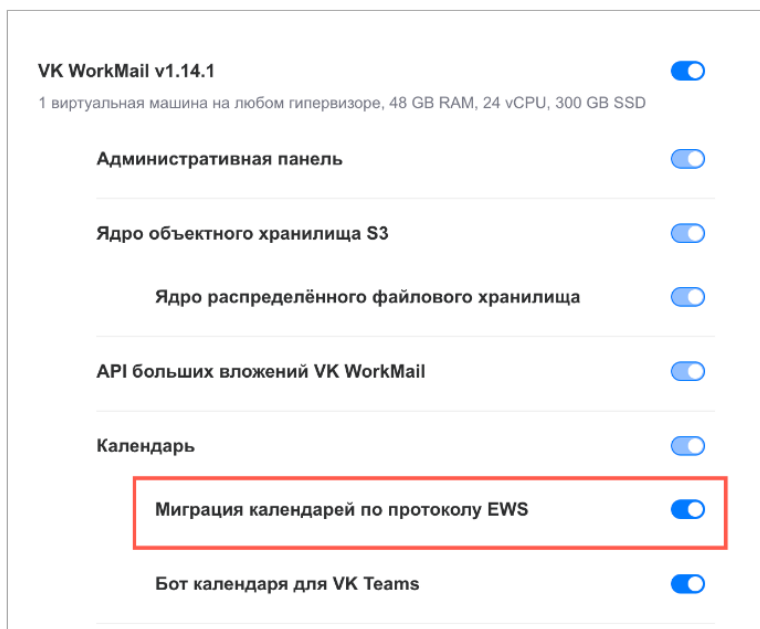 VK WorkMail v1.14.1
1 виртуальная машина на любом гипервизоре, 48 GB RAM, 24 vCPU, 300 GB SSD
Административная панель
Ядро объектного хранилища S3
Ядро распределённого файлового хранилища
API больших вложений VK WorkMail
Календарь
Миграция календарей по протоколу EWS
Бот календаря для VK Teams